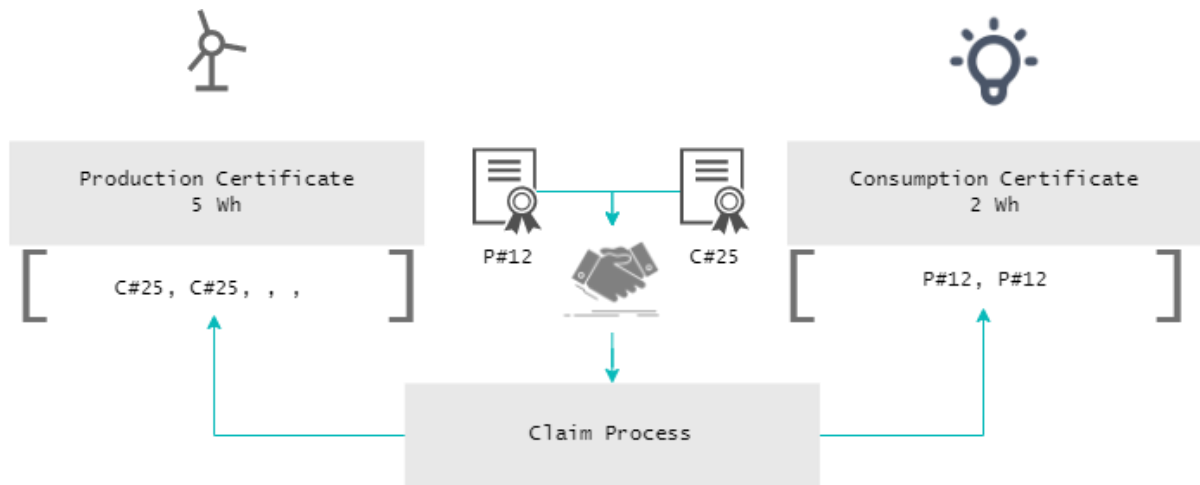 Production Certificate
5 Wh
Consumption Certificate
2 Wh
P#12
C#25
C#25, C#25, , ,
P#12, P#12
Claim Process